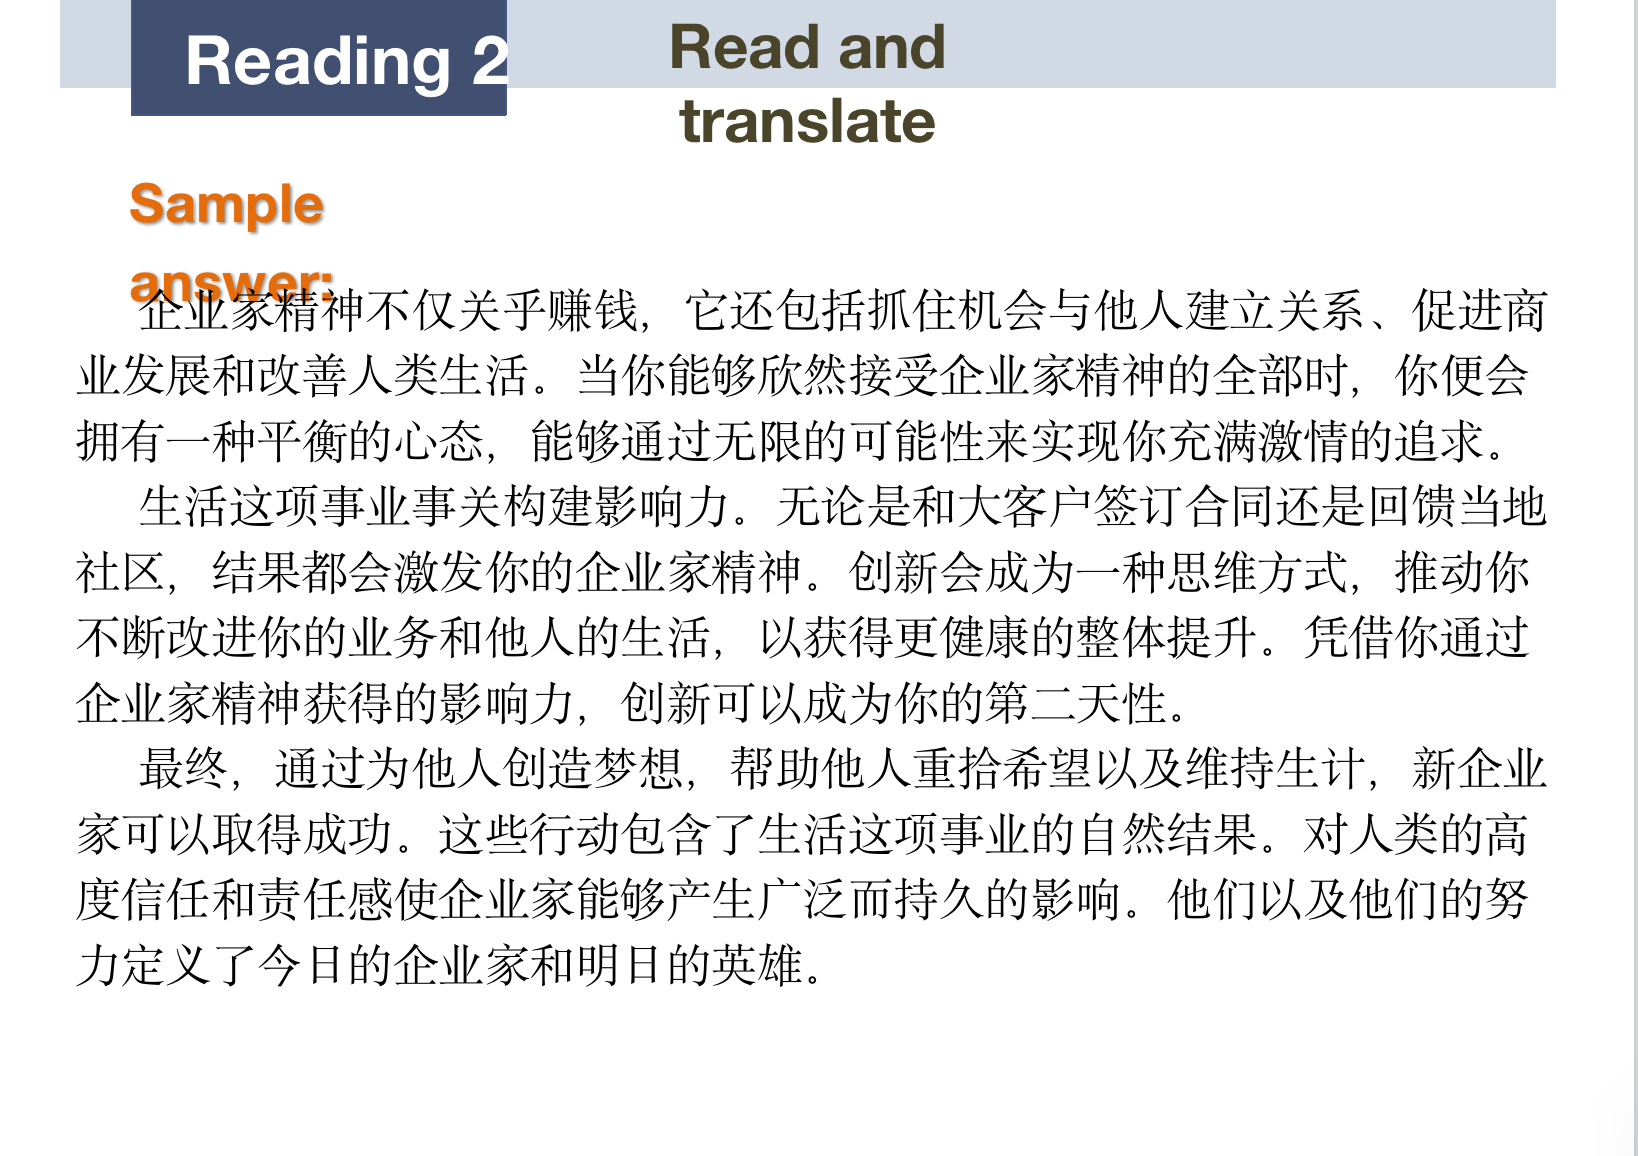 Reading 2
Read and
translate
Sample
answer:
企业家精神不仅关乎赚钱，它还包括抓住机会与他人建立关系、促进商
业发展和改善人类生活。当你能够欣然接受企业家精神的全部时，你便会
拥有一种平衡的心态，能够通过无限的可能性来实现你充满激情的追求。
生活这项事业事关构建影响力。无论是和大客户签订合同还是回馈当地
社区，结果都会激发你的企业家精神。创新会成为一种思维方式，推动你
不断改进你的业务和他人的生活，以获得更健康的整体提升。凭借你通过
企业家精神获得的影响力，创新可以成为你的第二天性。
最终，通过为他人创造梦想，帮助他人重拾希望以及维持生计，新企业
家可以取得成功。这些行动包含了生活这项事业的自然结果。对人类的高
度信任和责任感使企业家能够产生广泛而持久的影响。他们以及他们的努
力定义了今日的企业家和明日的英雄。